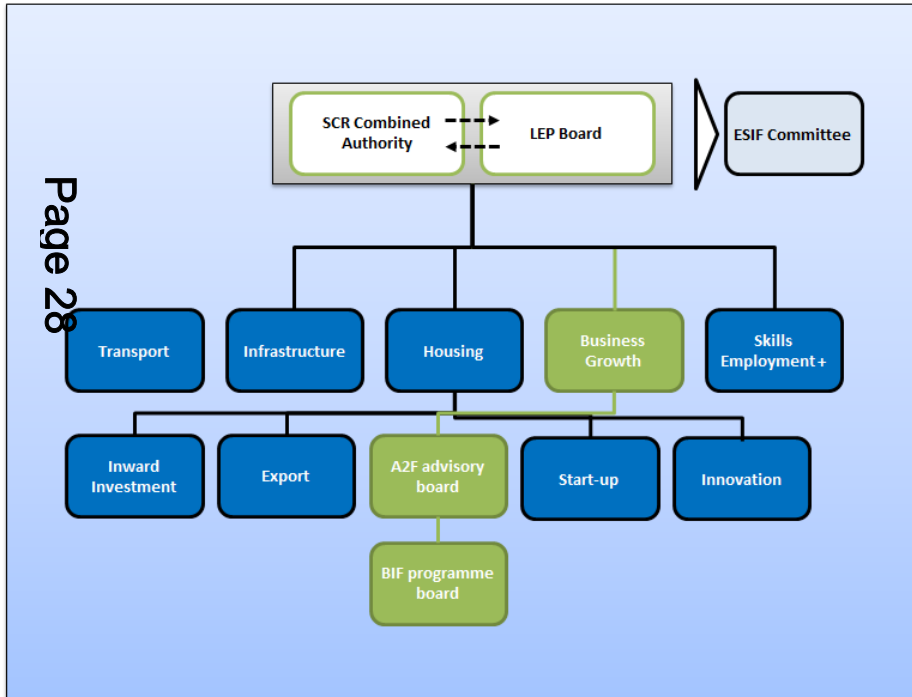 SCR Combined
Authority
LEP Board
ESIF Committee
Page 28
Transport
Infrastructure
Housing
Business
Growth
Skills
Employment +
Inward
Investment
Export
A2F advisory
board
Start-up
Innovation
BIF programme
board